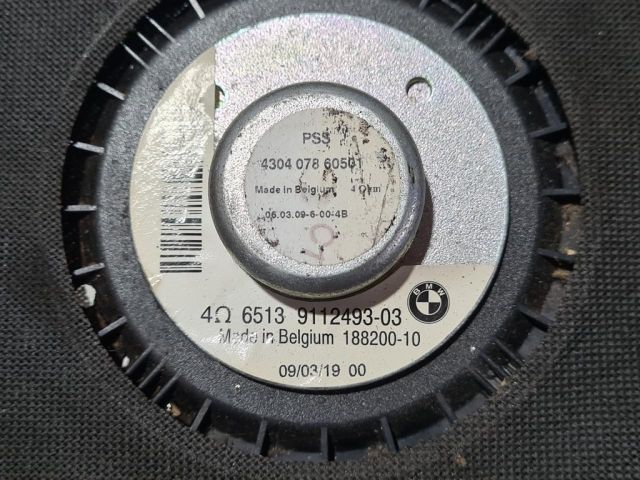 PSS
4304 078 60501
Made in Belgium 4 Ohm
06.03.09-6-00-4B
BMW
4Ω 6513 9112493-03
Made in Belgium 188200-10
09/03/19 00